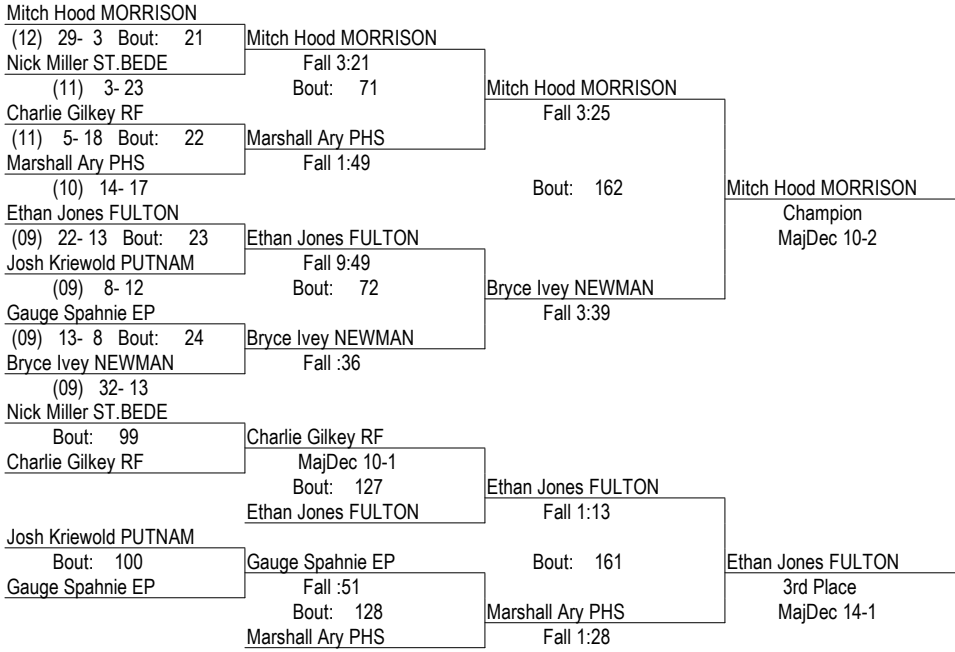 Mitch Hood MORRISON
(12) 29- 3 Bout: 21 Mitch Hood MORRISON
Nick Miller ST.BEDE Fall 3:21
(11) 3- 23 Bout: 71 Mitch Hood MORRISON
Charlie Gilkey RF Fall 3:25
(11) 5- 18 Bout: 22 Marshall Ary PHS
Marshall Ary PHS Fall 1:49
(10) 14- 17 Bout: 162 Mitch Hood MORRISON
Ethan Jones FULTON Champion
(09) 22- 13 Bout: 23 Ethan Jones FULTON MajDec 10-2
Josh Kriewold PUTNAM Fall 9:49
(09) 8- 12 Bout: 72 Bryce Ivey NEWMAN
Gauge Spahnie EP Fall 3:39
(09) 13- 8 Bout: 24 Bryce Ivey NEWMAN
Bryce Ivey NEWMAN Fall :36
(09) 32- 13
Nick Miller ST.BEDE
Bout: 99 Charlie Gilkey RF
Charlie Gilkey RF MajDec 10-1
Bout: 127 Ethan Jones FULTON
Ethan Jones FULTON Fall 1:13
Josh Kriewold PUTNAM
Bout: 100 Gauge Spahnie EP Bout: 161 Ethan Jones FULTON
Gauge Spahnie EP Fall :51 3rd Place
Bout: 128 Marshall Ary PHS MajDec 14-1
Marshall Ary PHS Fall 1:28